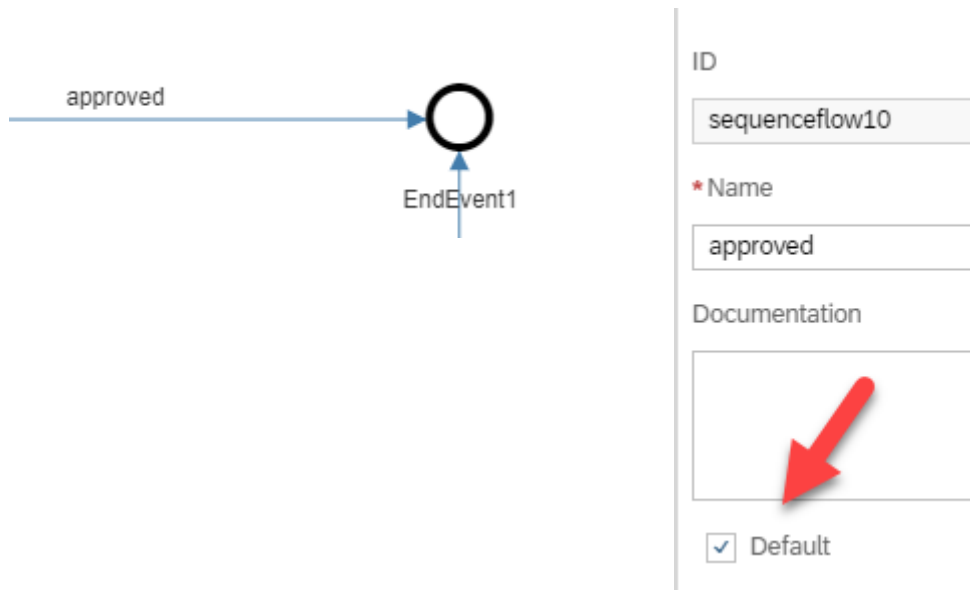 approved
EndEvent1
ID
sequenceflow10
*Name
approved
Documentation
Default